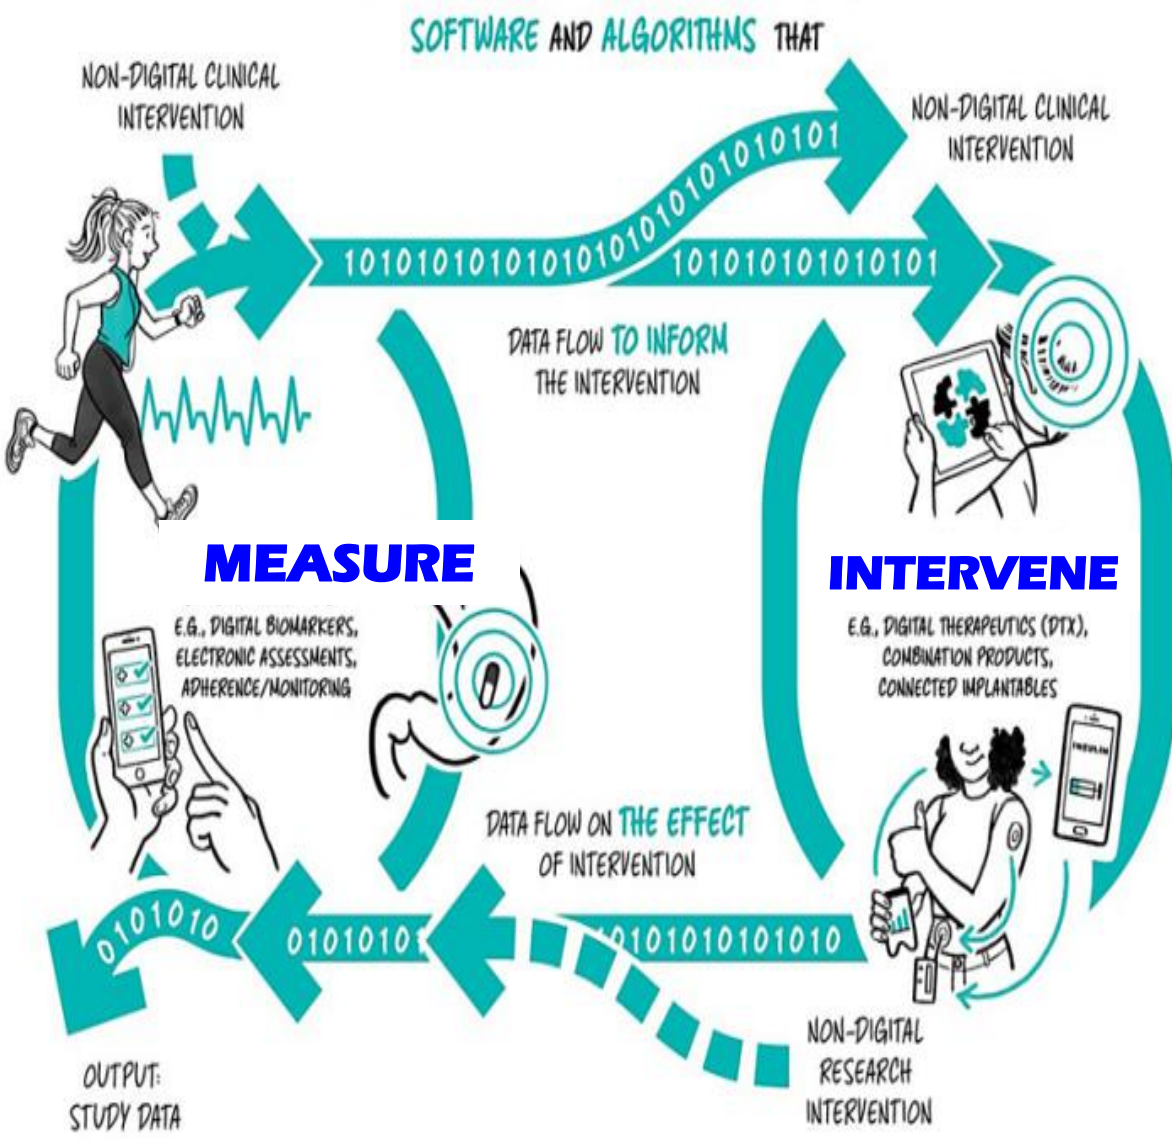 SOFTWARE AND ALGORITHMS THAT
NON-DIGITAL CLINICAL
INTERVENTION
NON-DIGITAL CLINICAL
INTERVENTION
10101010101010101010101010101
101010101010101
DATA FLOW TO INFORM
THE INTERVENTION
MEASURE
E.G., DIGITAL BIOMARKERS,
ELECTRONIC ASSESSMENTS,
ADHERENCE/MONITORING
INTERVENE
E.G., DIGITAL THERAPEUTICS (DTX),
COMBINATION PRODUCTS,
CONNECTED IMPLANTABLES
INSULIN
DATA FLOW ON THE EFFECT
OF INTERVENTION
0101010
0101010
10101010101010
NON-DIGITAL
RESEARCH
INTERVENTION
OUTPUT:
STUDY DATA